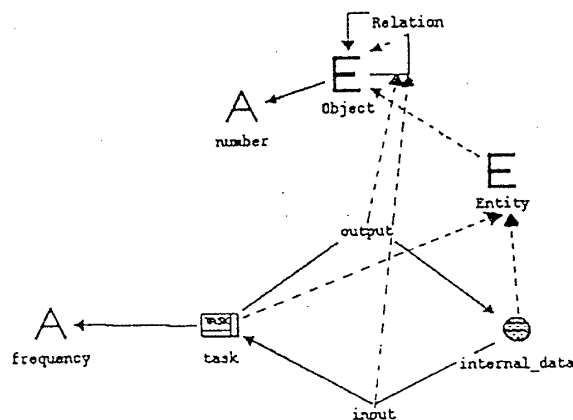 Relation
E
Object
A
number
E
Entity
output
A
frequency
TASK
task
internal_data
input